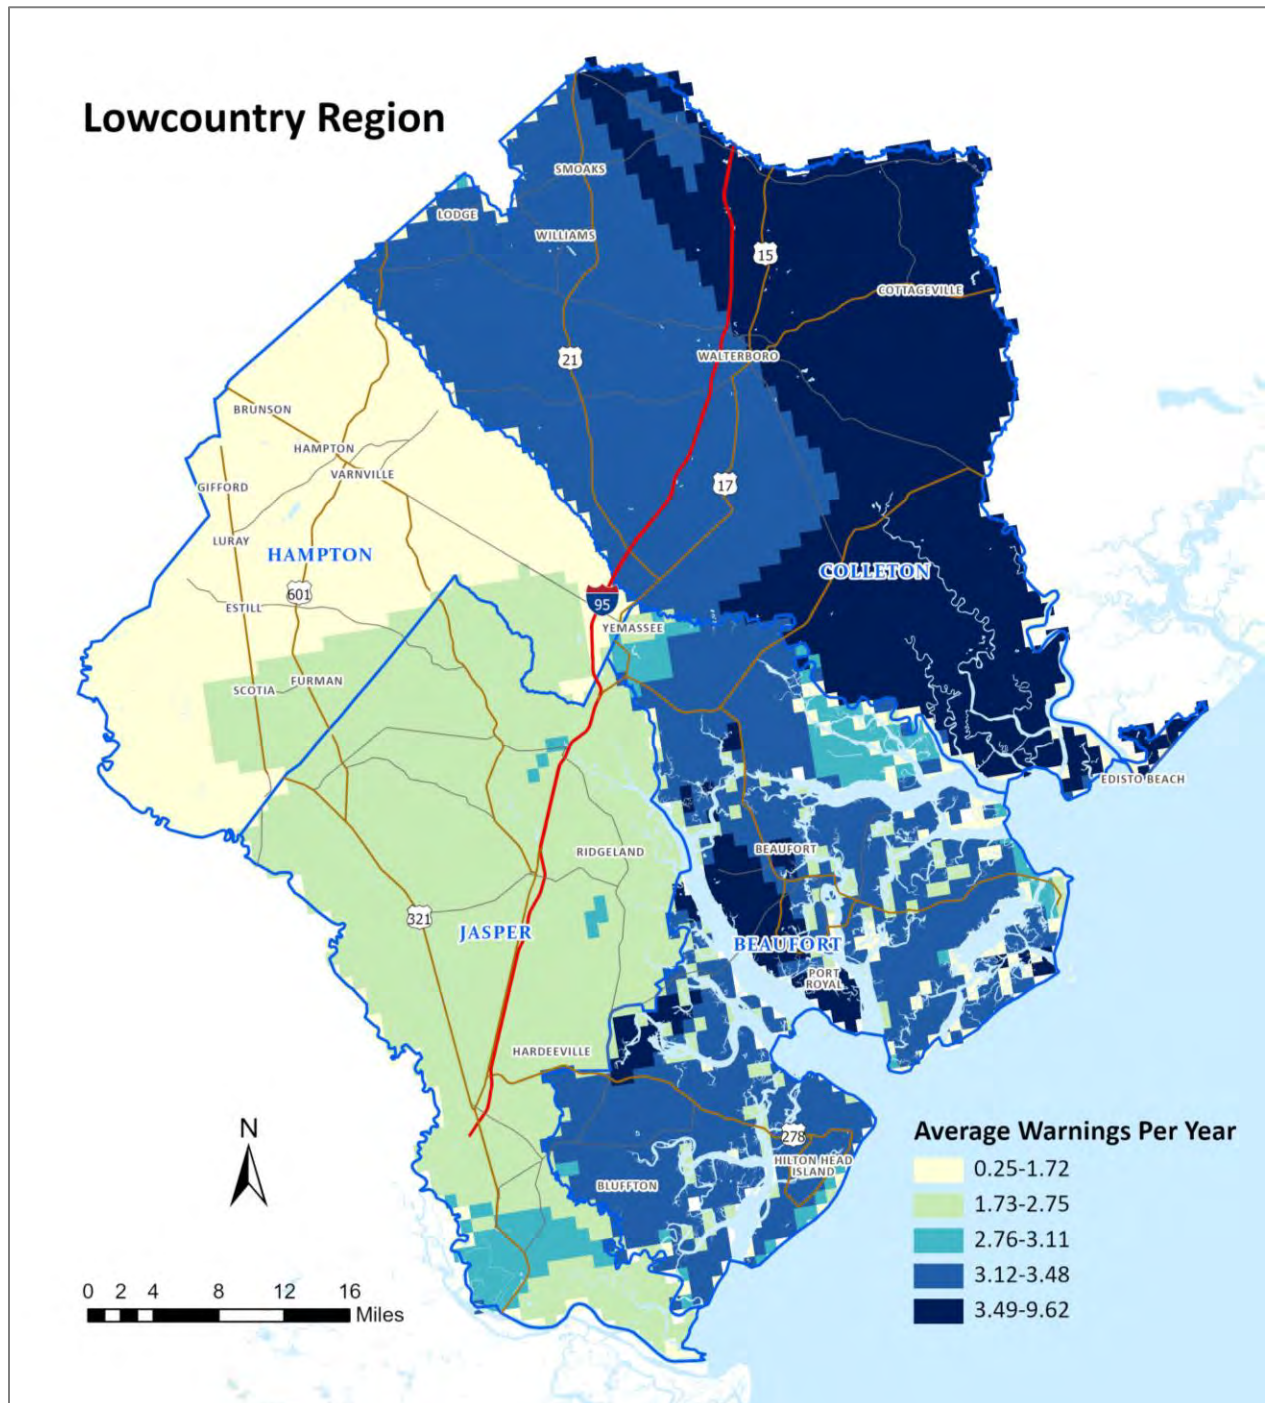 Lowcountry Region
SMOAKS
LODGE
WILLIAMS
15
COTTAGEVILLE
21
WALTERBORO
BRUNSON
HAMPTON
VARNVILLE
GIFFORD
17
LURAY
HAMPTON
COLLETON
601
95
ESTILL
YEMASSEE
FURMAN
SCOTIA
EDISTO BEACH
RIDGELAND
BEAUFORT
321
JASPER
BEAUFORT
PORT
ROYAL
HARDEEVILLE
N
278
HILTON HEAD
ISLAND
BLUFFTON
Average Warnings Per Year
0.25-1.72
1.73-2.75
2.76-3.11
3.12-3.48
3.49-9.62
0 2 4 8 12 16
Miles